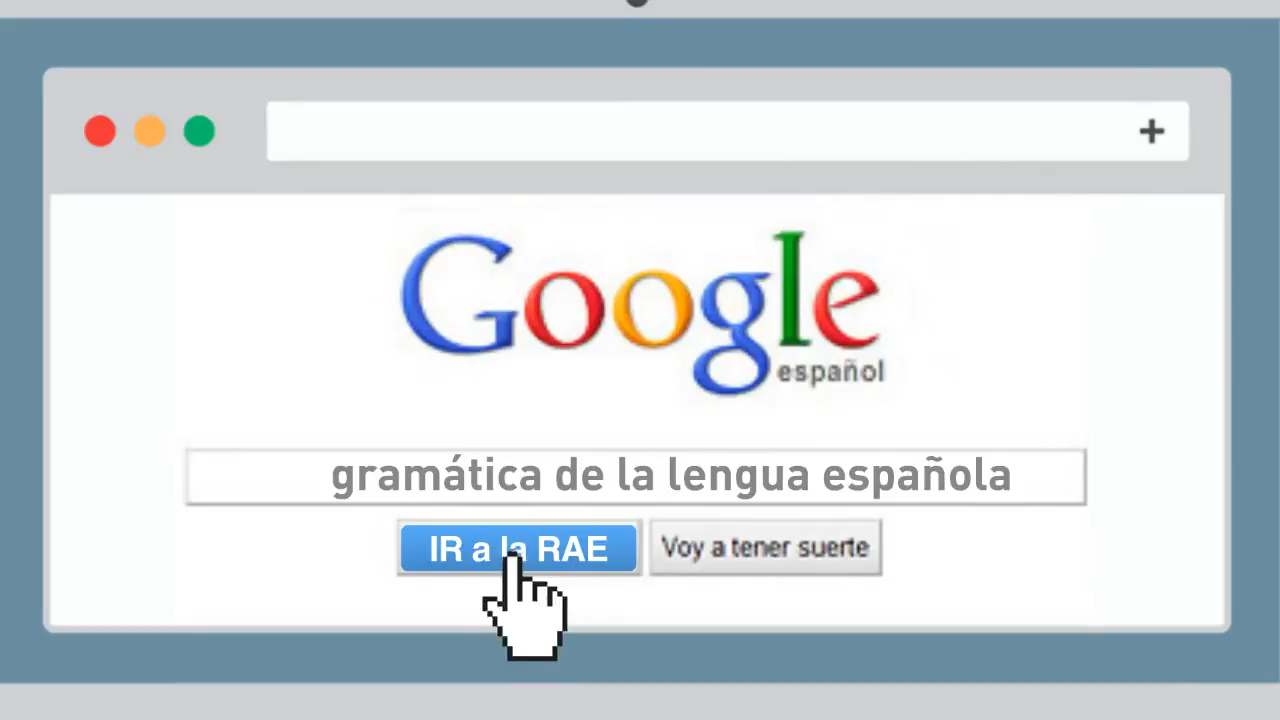 Google
español
gramática de la lengua española
IR a la RAE
Voy a tener suerte